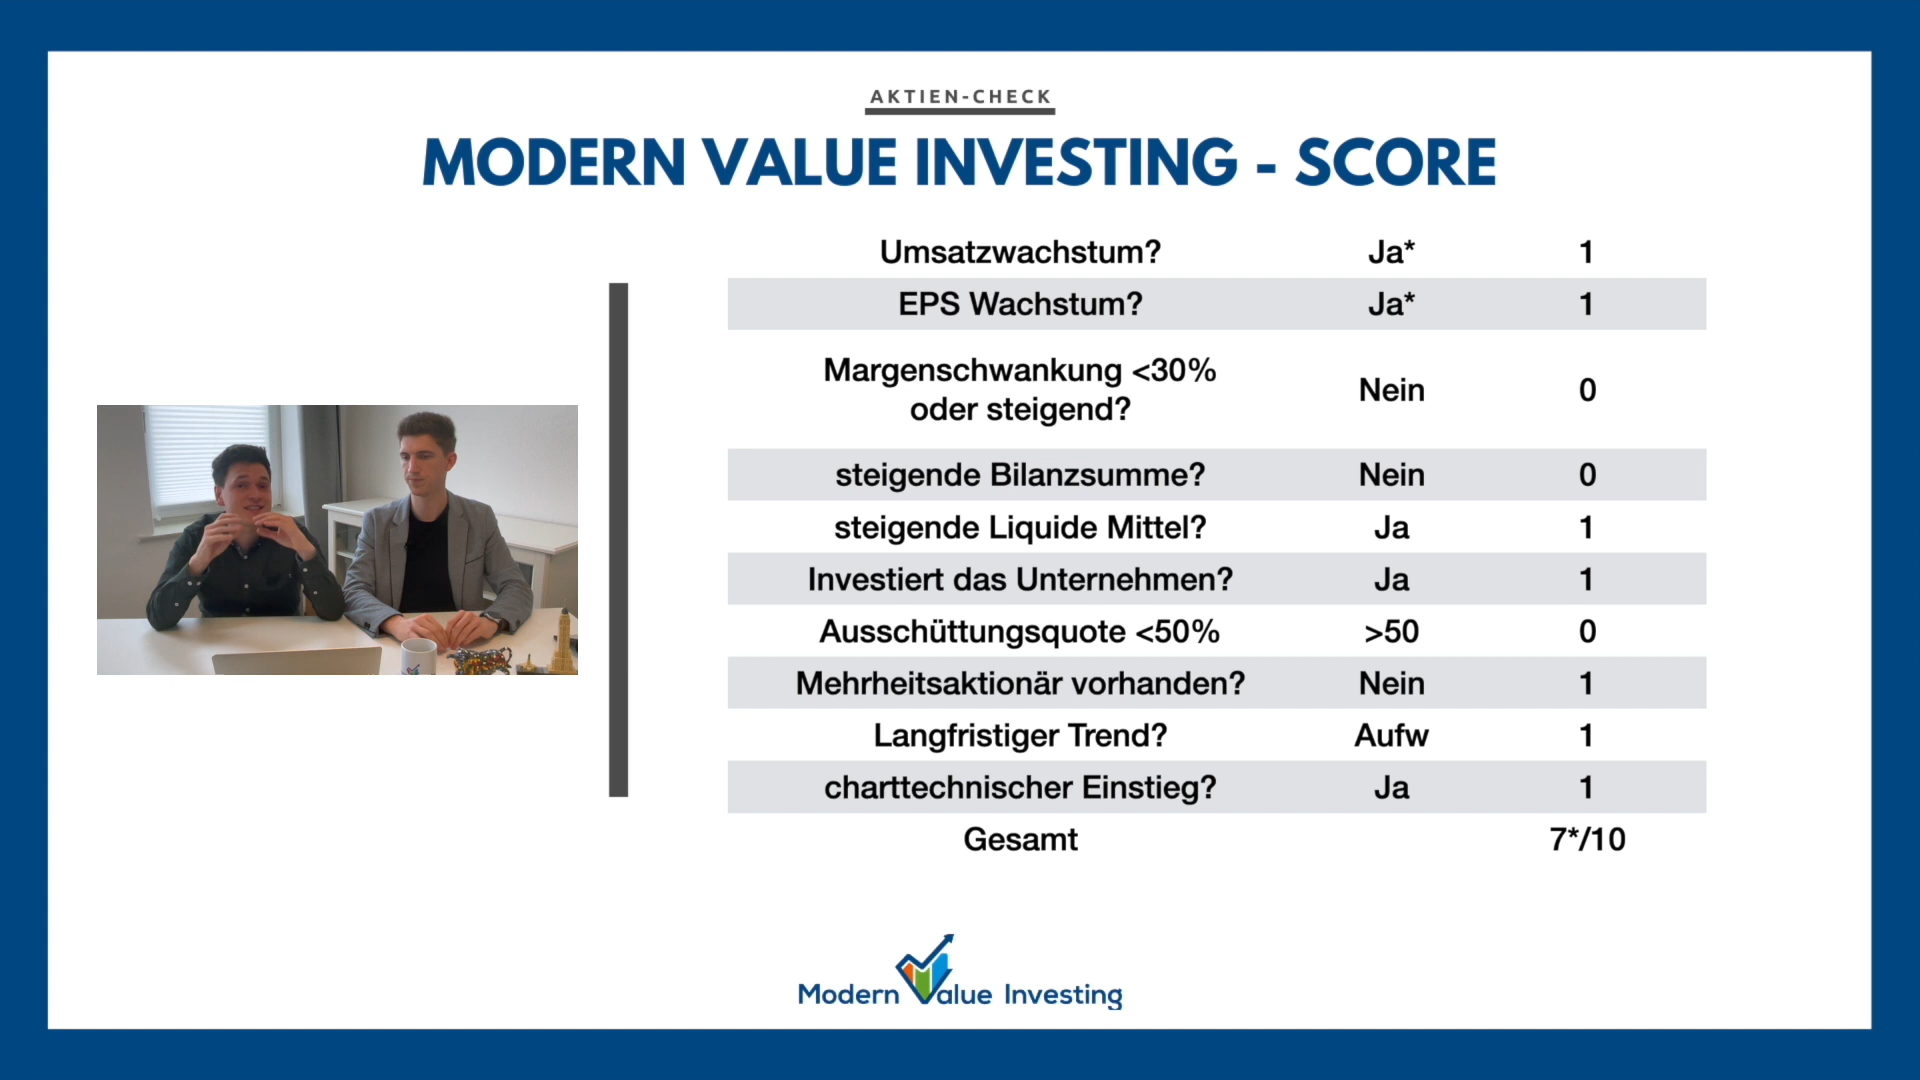 AKTIEN-CHECK
MODERN VALUE INVESTING - SCORE
Umsatzwachstum? Ja* 1
EPS Wachstum? Ja* 1
Margenschwankung <30%
oder steigend? Nein 0
steigende Bilanzsumme? Nein 0
steigende Liquide Mittel? Ja 1
Investiert das Unternehmen? Ja 1
Ausschüttungsquote <50% >50 0
Mehrheitsaktionär vorhanden? Nein 1
Langfristiger Trend? Aufw 1
charttechnischer Einstieg? Ja 1
Gesamt 7*/10
Modern Value Investing